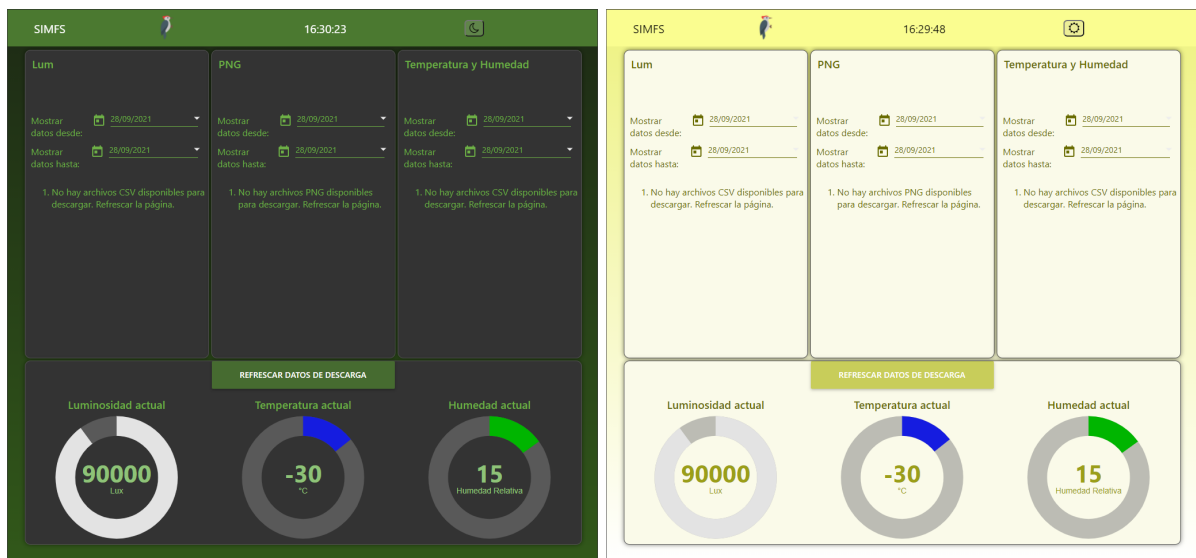 SIMFS 16:30:23
Lum PNG Temperatura y Humedad
Mostrar datos desde: 28/09/2021
Mostrar datos hasta: 28/09/2021
1. No hay archivos CSV disponibles para
descargar. Refrescar la página.
Mostrar datos desde: 28/09/2021
Mostrar datos hasta: 28/09/2021
1. No hay archivos PNG disponibles
para descargar. Refrescar la página.
Mostrar datos desde: 28/09/2021
Mostrar datos hasta: 28/09/2021
1. No hay archivos CSV disponibles para
descargar. Refrescar la página.
REFRESCAR DATOS DE DESCARGA
Luminosidad actual
90000
Lux
Temperatura actual
-30
°C
Humedad actual
15
Humedad Relativa
SIMFS 16:29:48
Lum PNG Temperatura y Humedad
Mostrar datos desde: 28/09/2021
Mostrar datos hasta: 28/09/2021
1. No hay archivos CSV disponibles para
descargar. Refrescar la página.
Mostrar datos desde: 28/09/2021
Mostrar datos hasta: 28/09/2021
1. No hay archivos PNG disponibles
para descargar. Refrescar la página.
Mostrar datos desde: 28/09/2021
Mostrar datos hasta: 28/09/2021
1. No hay archivos CSV disponibles para
descargar. Refrescar la página.
REFRESCAR DATOS DE DESCARGA
Luminosidad actual
90000
Lux
Temperatura actual
-30
°C
Humedad actual
15
Humedad Relativa